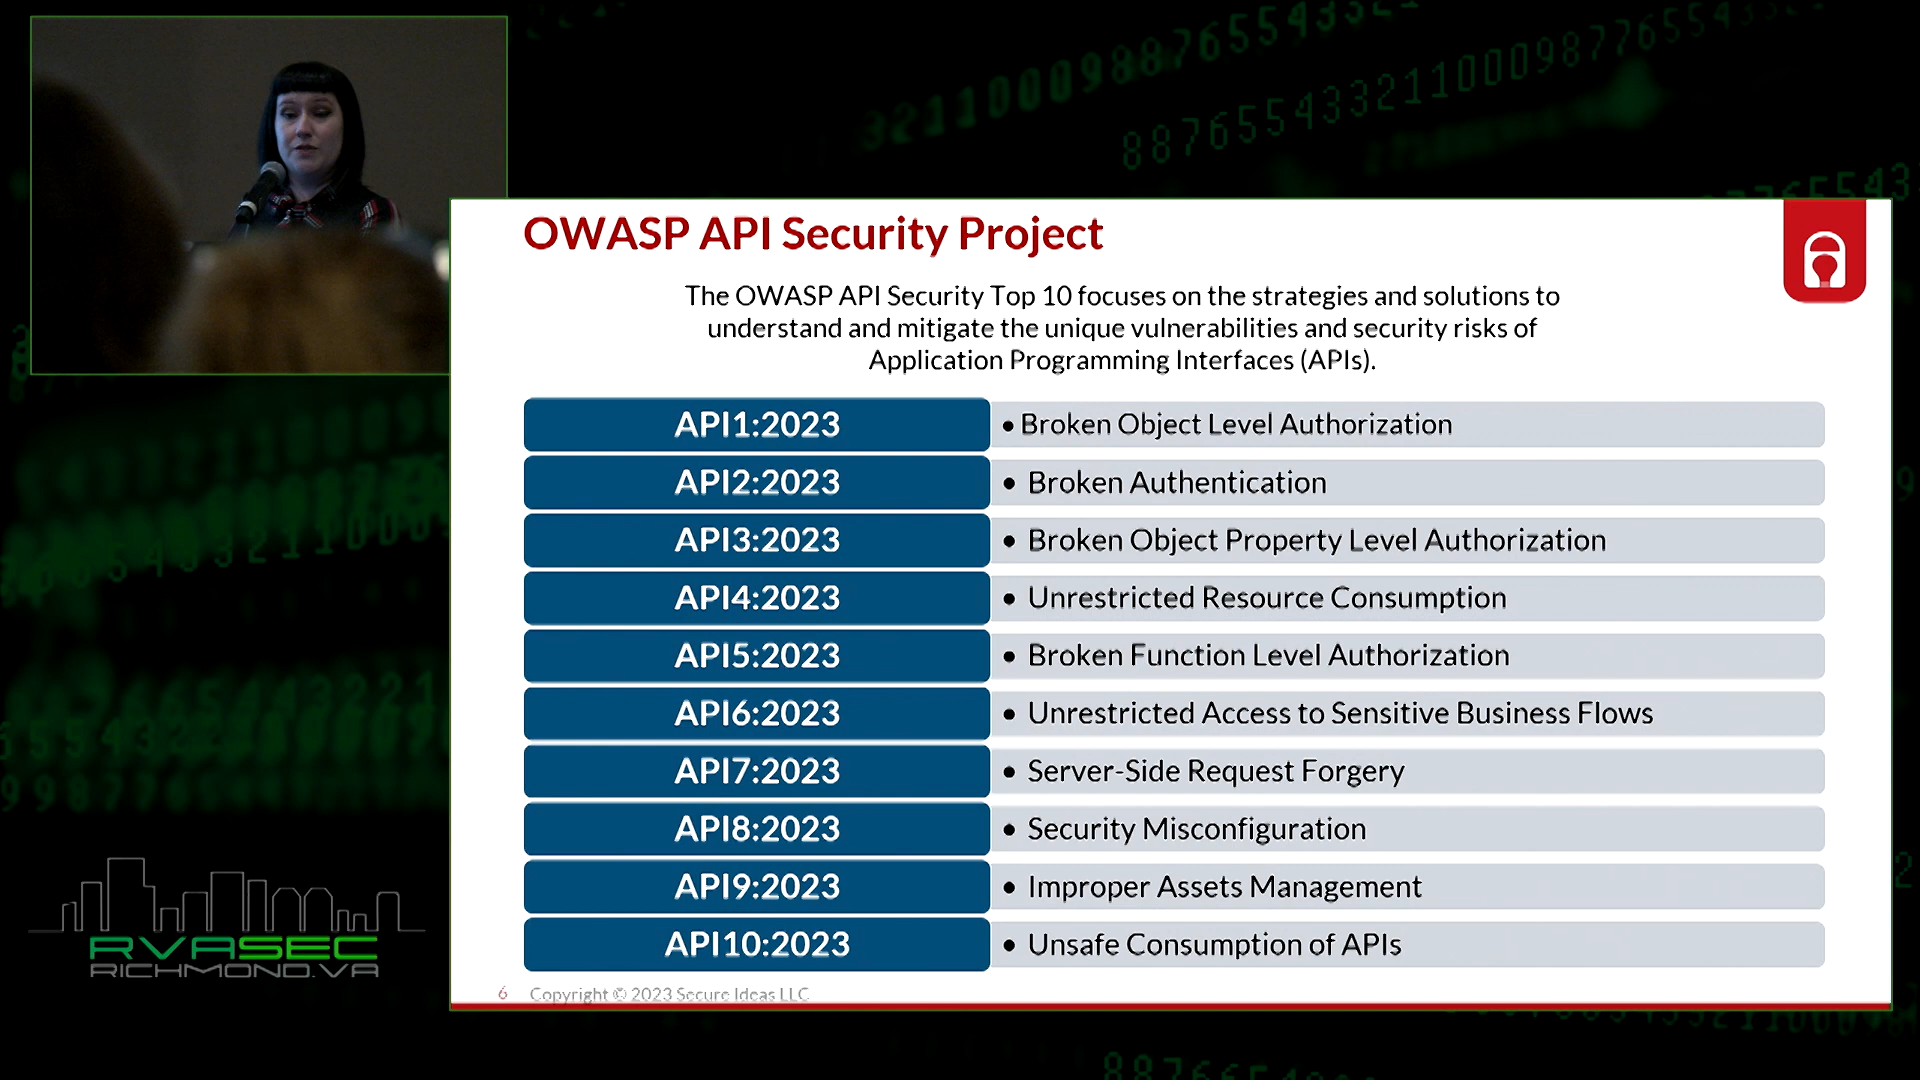 OWASP API Security Project
The OWASP API Security Top 10 focuses on the strategies and solutions to
understand and mitigate the unique vulnerabilities and security risks of
Application Programming Interfaces (APIs).
API1:2023 • Broken Object Level Authorization
API2:2023 • Broken Authentication
API3:2023 • Broken Object Property Level Authorization
API4:2023 • Unrestricted Resource Consumption
API5:2023 • Broken Function Level Authorization
API6:2023 • Unrestricted Access to Sensitive Business Flows
API7:2023 • Server-Side Request Forgery
API8:2023 • Security Misconfiguration
API9:2023 • Improper Assets Management
API10:2023 • Unsafe Consumption of APIs
6 Copyright © 2023 Secure Ideas LLC
RVASEC
RICHMOND.VA